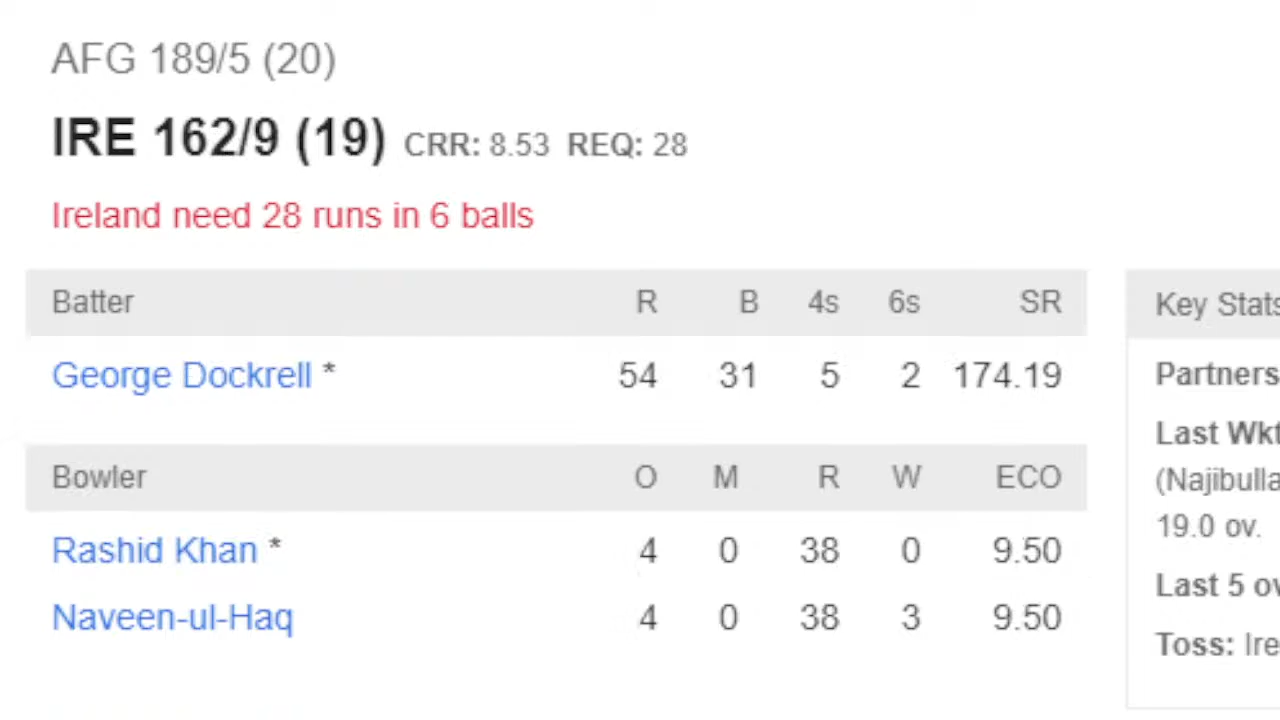 AFG 189/5 (20)
IRE 162/9 (19) CRR: 8.53 REQ: 28
Ireland need 28 runs in 6 balls
Batter R B 4s 6s SR
George Dockrell * 54 31 5 2 174.19
Bowler O M R W ECO
Rashid Khan * 4 0 38 0 9.50
Naveen-ul-Haq 4 0 38 3 9.50
Key Stats
Partners
Last Wkt
(Najibulla
19.0 ov.
Last 5 ov
Toss: Ire